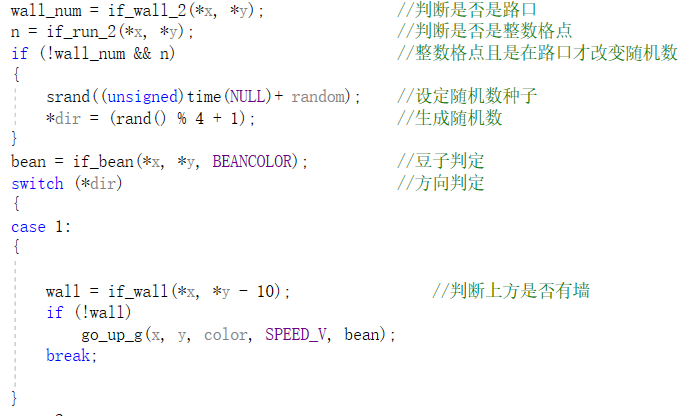 wall_num = if_wall_2(*x, *y); //判断是否是路口
n = if_run_2(*x, *y); //判断是否是整数格点
if (!wall_num && n) //整数格点且是在路口才改变随机数
{
srand((unsigned)time(NULL)+ random); //设定随机数种子
*dir = (rand() % 4 + 1); //生成随机数
}
bean = if_bean(*x, *y, BEANCOLOR); //豆子判定
switch (*dir) //方向判定
{
case 1:
{
wall = if_wall(*x, *y - 10); //判断上方是否有墙
if (!wall)
go_up_g(x, y, color, SPEED_V, bean);
break;
}